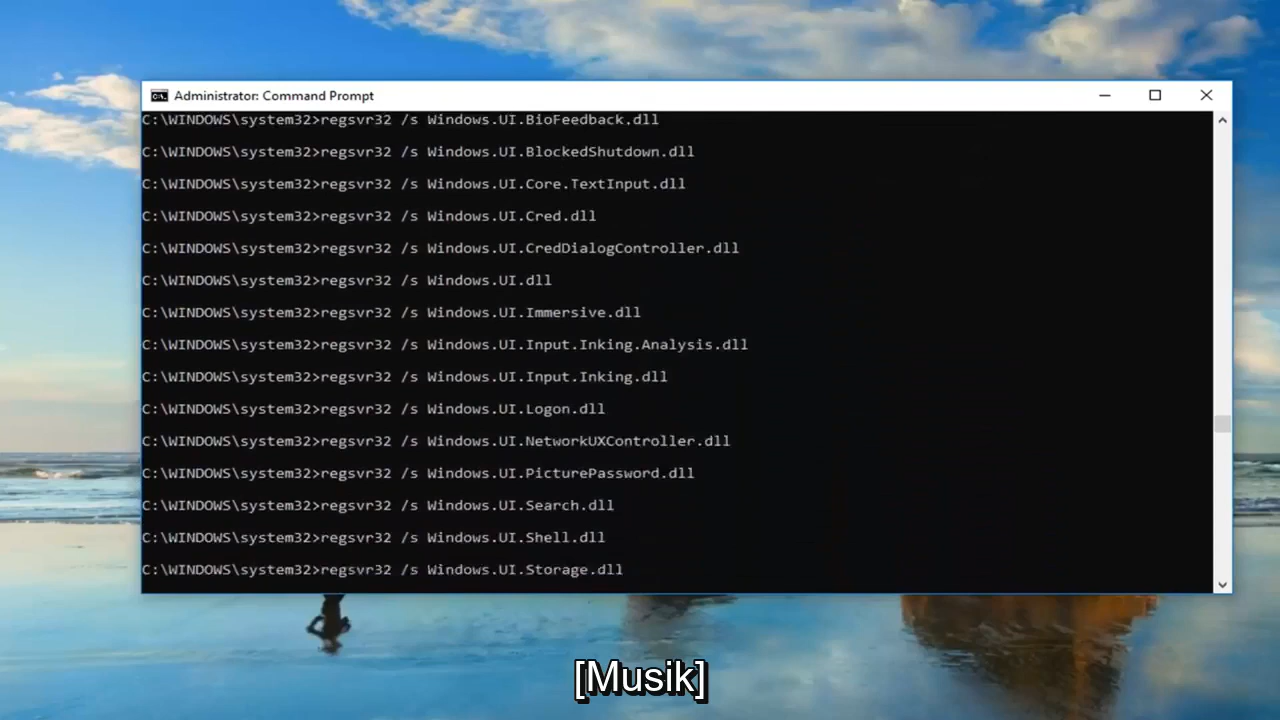 Administrator: Command Prompt
C:\WINDOWS\system32>regsvr32 /s Windows.UI.BioFeedback.dll
C:\WINDOWS\system32>regsvr32 /s Windows.UI.BlockedShutdown.dll
C:\WINDOWS\system32>regsvr32 /s Windows.UI.Core.TextInput.dll
C:\WINDOWS\system32>regsvr32 /s Windows.UI.Cred.dll
C:\WINDOWS\system32>regsvr32 /s Windows.UI.CredDialogController.dll
C:\WINDOWS\system32>regsvr32 /s Windows.UI.dll
C:\WINDOWS\system32>regsvr32 /s Windows.UI.Immersive.dll
C:\WINDOWS\system32>regsvr32 /s Windows.UI.Input.Inking.Analysis.dll
C:\WINDOWS\system32>regsvr32 /s Windows.UI.Input.Inking.dll
C:\WINDOWS\system32>regsvr32 /s Windows.UI.Logon.dll
C:\WINDOWS\system32>regsvr32 /s Windows.UI.NetworkUXController.dll
C:\WINDOWS\system32>regsvr32 /s Windows.UI.PicturePassword.dll
C:\WINDOWS\system32>regsvr32 /s Windows.UI.Search.dll
C:\WINDOWS\system32>regsvr32 /s Windows.UI.Shell.dll
C:\WINDOWS\system32>regsvr32 /s Windows.UI.Storage.dll
[Musik]